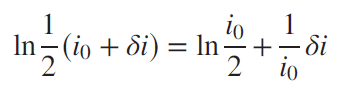 ln 1/2 (i₀ + δi) = ln i₀/2 + 1/i₀ δi